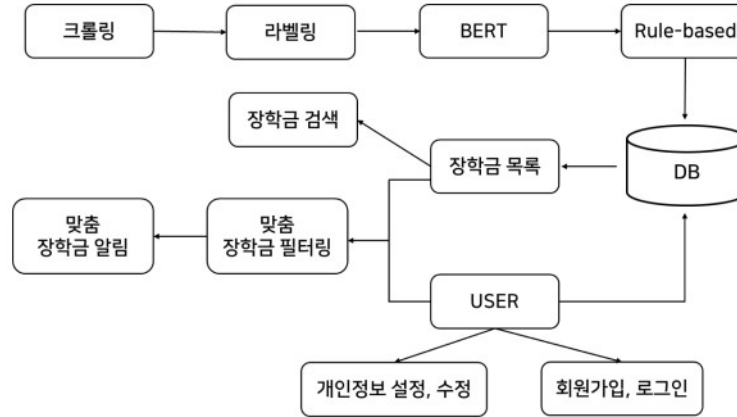 크롤링
라벨링
BERT
Rule-based
장학금 검색
장학금 목록
DB
맞춤
장학금 알림
맞춤
장학금 필터링
USER
개인정보 설정, 수정
회원가입, 로그인